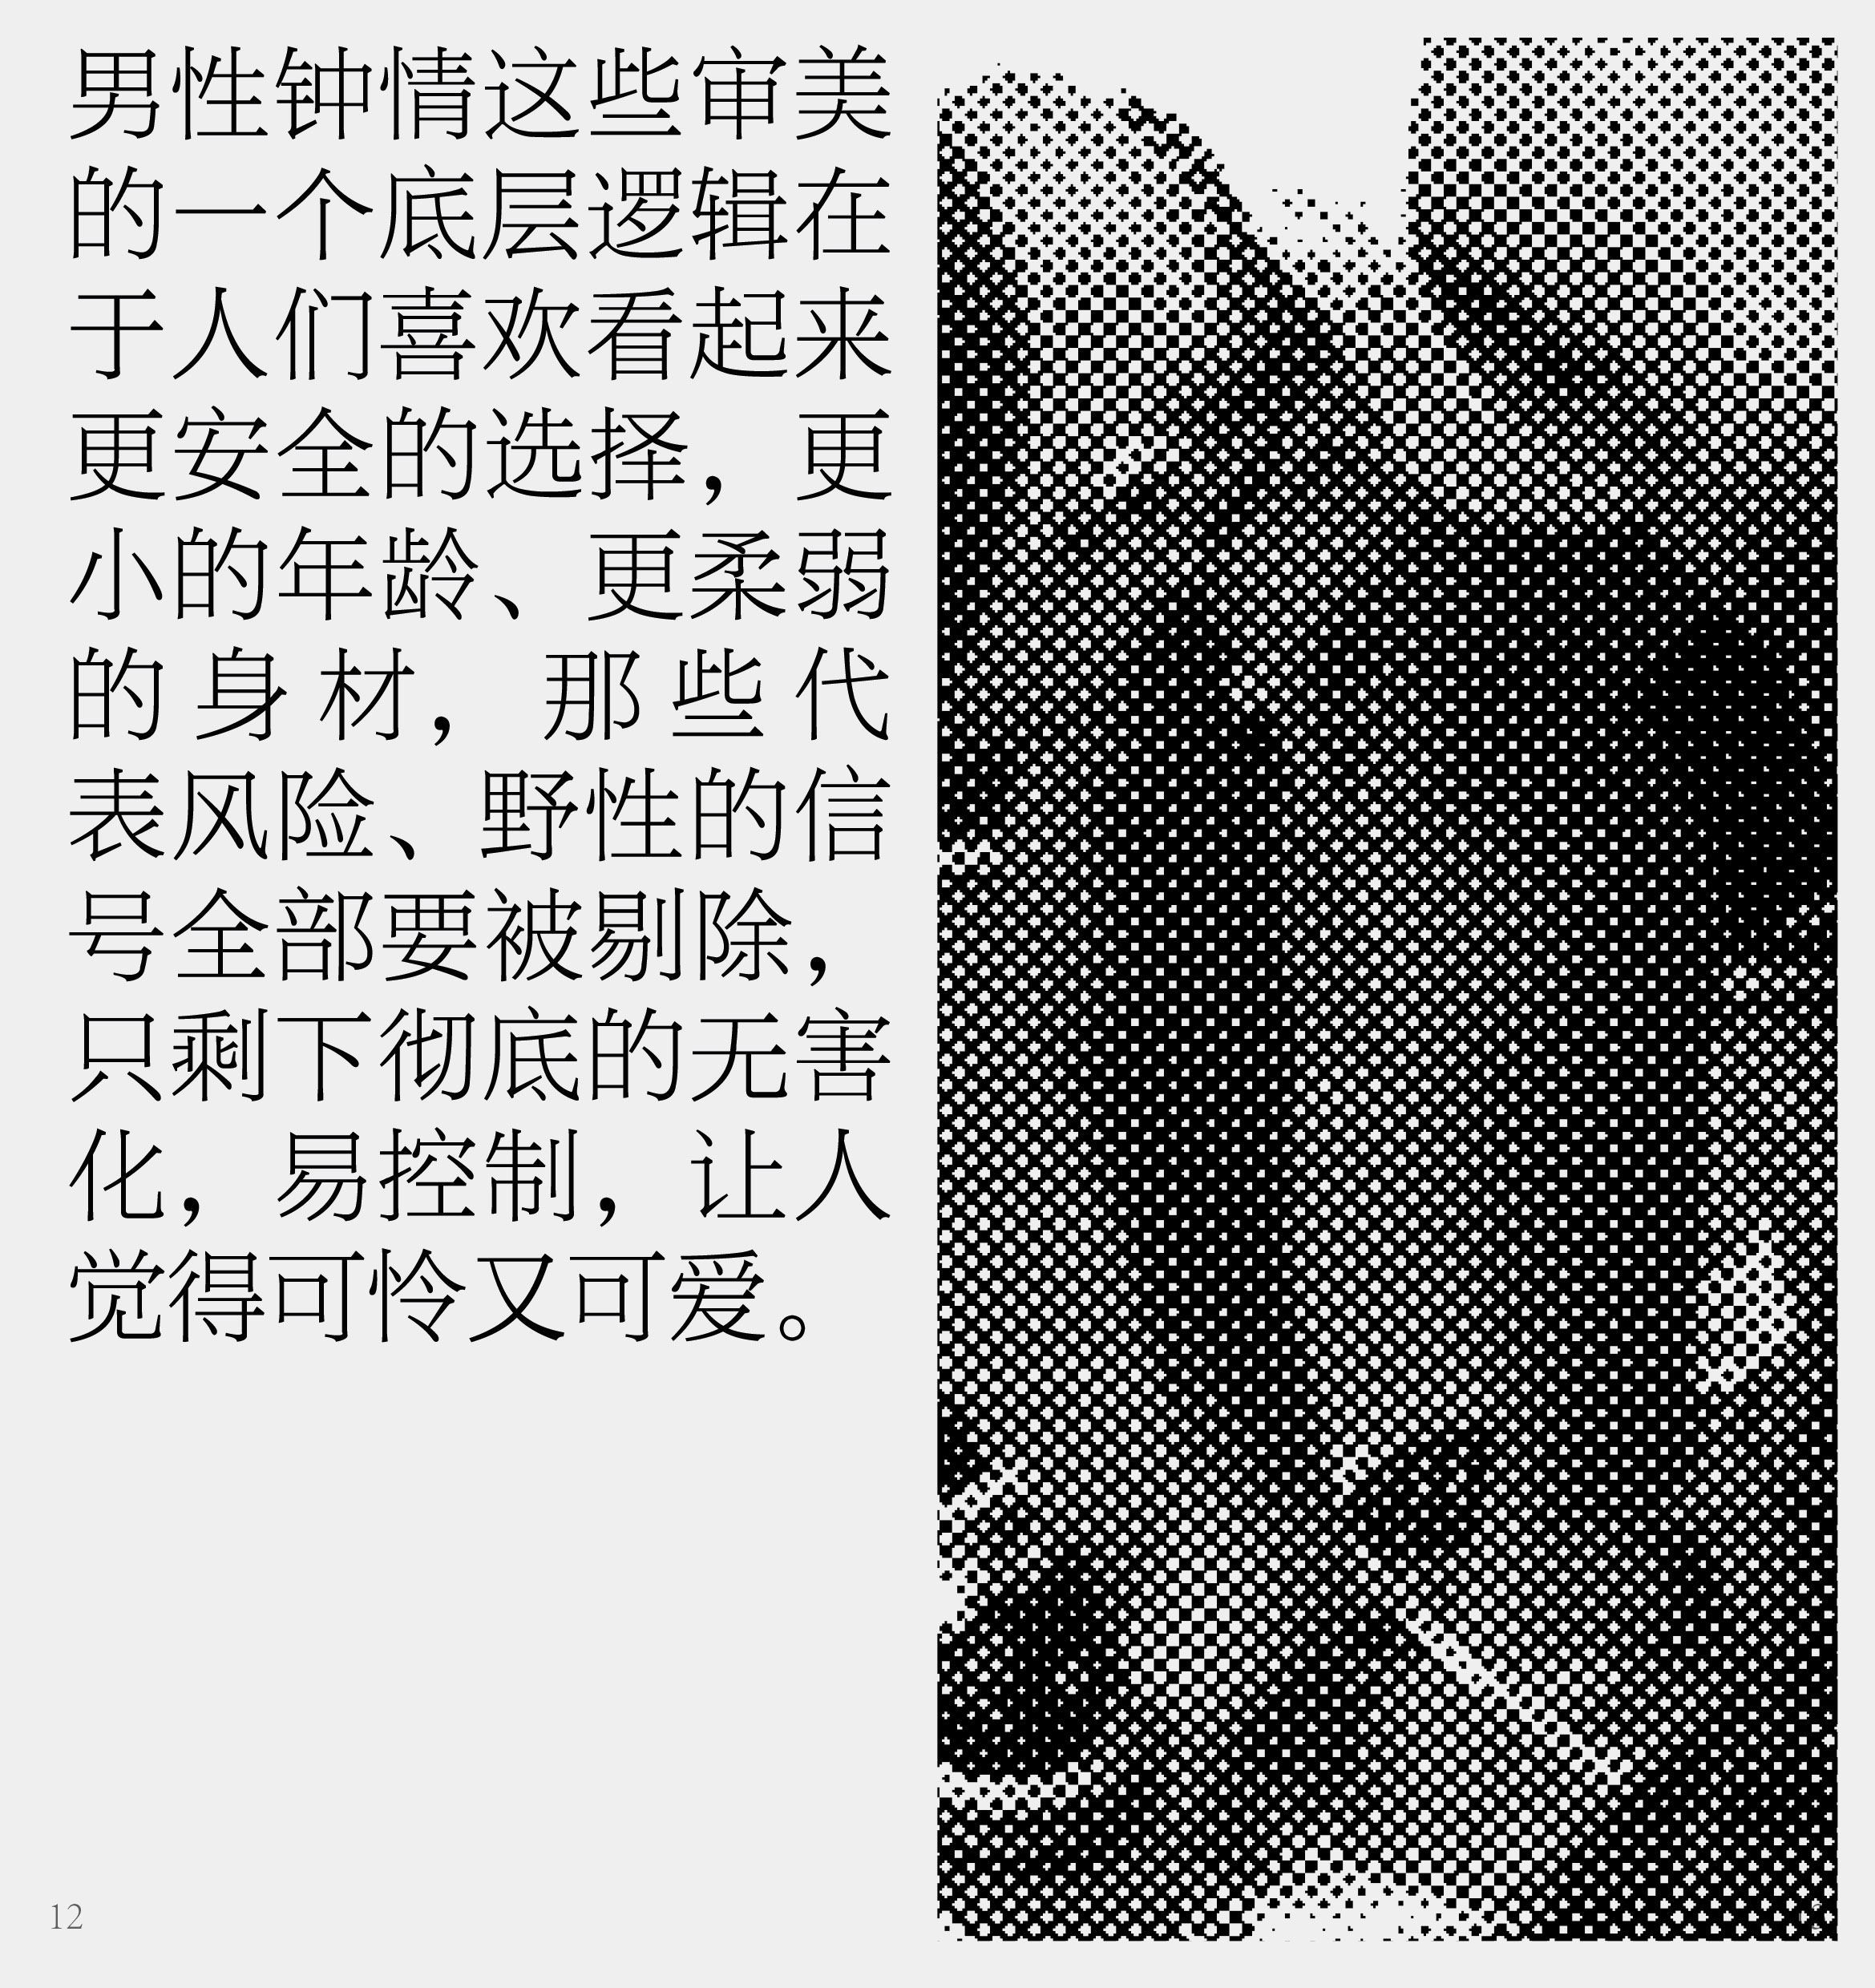 男性钟情这些审美
的一个底层逻辑在
于人们喜欢看起来
更安全的选择，更
小的年龄、更柔弱
的身材，那些代
表风险、野性的信
号全部要被剔除，
只剩下彻底的无害
化，易控制，让人
觉得可怜又可爱。
12